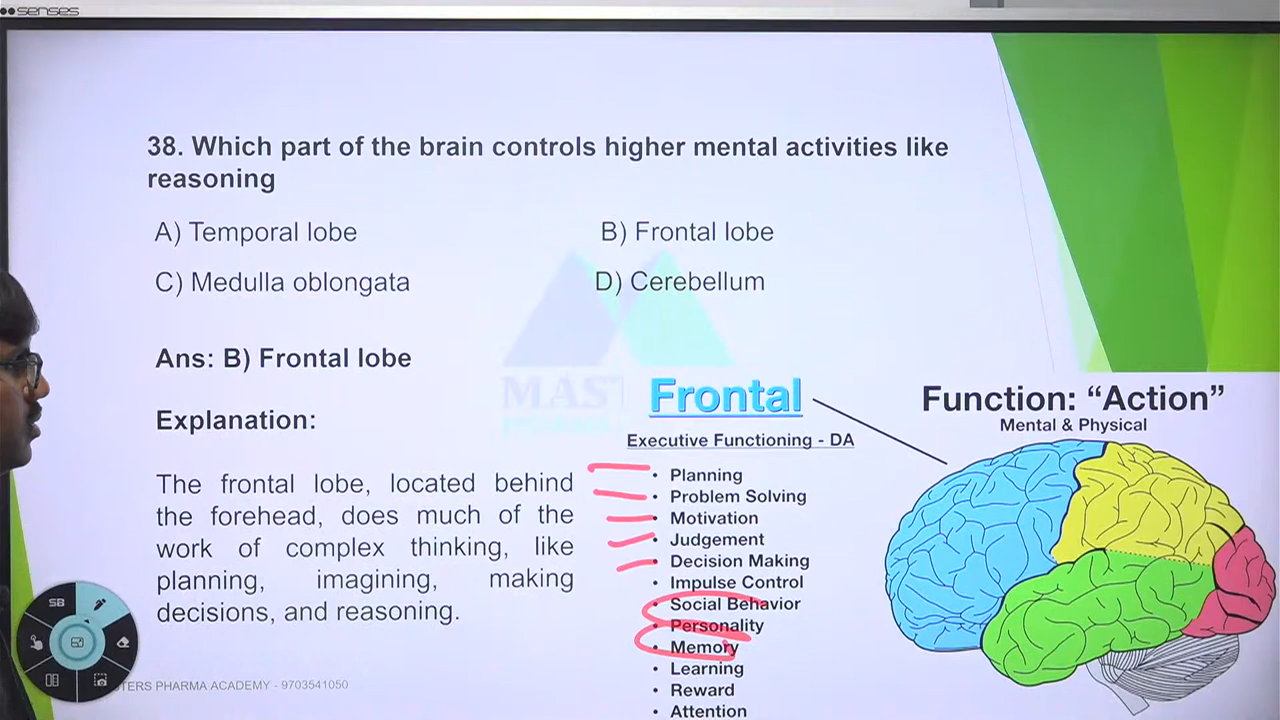 senses
38. Which part of the brain controls higher mental activities like
reasoning
A) Temporal lobe
B) Frontal lobe
C) Medulla oblongata
D) Cerebellum
Ans: B) Frontal lobe
Explanation:
The frontal lobe, located behind
the forehead, does much of the
work of complex thinking, like
planning, imagining, making
decisions, and reasoning.
MAST
Frontal
Executive Functioning - DA
• Planning
• Problem Solving
• Motivation
• Judgement
• Decision Making
• Impulse Control
• Social Behavior
• Personality
• Memory
• Learning
• Reward
• Attention
Function: “Action”
Mental & Physical
SB
TERS PHARMA ACADEMY - 9703541050